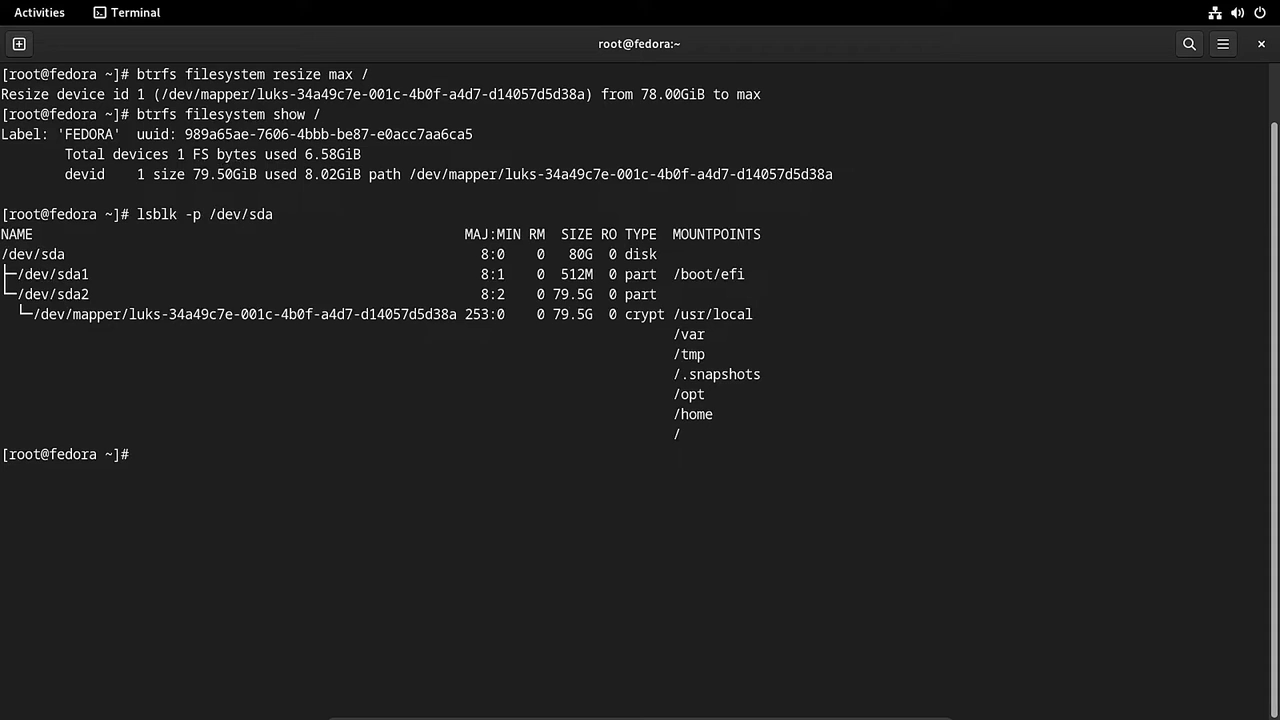 Activities Terminal
root@fedora:~
[root@fedora ~]# btrfs filesystem resize max /
Resize device id 1 (/dev/mapper/luks-34a49c7e-001c-4b0f-a4d7-d14057d5d38a) from 78.00GiB to max
[root@fedora ~]# btrfs filesystem show /
Label: 'FEDORA'  uuid: 989a65ae-7606-4bbb-be87-e0acc7aa6ca5
        Total devices 1 FS bytes used 6.58GiB
        devid    1 size 79.50GiB used 8.02GiB path /dev/mapper/luks-34a49c7e-001c-4b0f-a4d7-d14057d5d38a
[root@fedora ~]# lsblk -p /dev/sda
NAME                                                      MAJ:MIN RM  SIZE RO TYPE  MOUNTPOINTS
/dev/sda                                                    8:0    0   80G  0 disk
├─/dev/sda1                                                 8:1    0  512M  0 part  /boot/efi
└─/dev/sda2                                                 8:2    0 79.5G  0 part
  └─/dev/mapper/luks-34a49c7e-001c-4b0f-a4d7-d14057d5d38a 253:0    0 79.5G  0 crypt /usr/local
                                                                                    /var
                                                                                    /tmp
                                                                                    /.snapshots
                                                                                    /opt
                                                                                    /home
                                                                                    /
[root@fedora ~]#